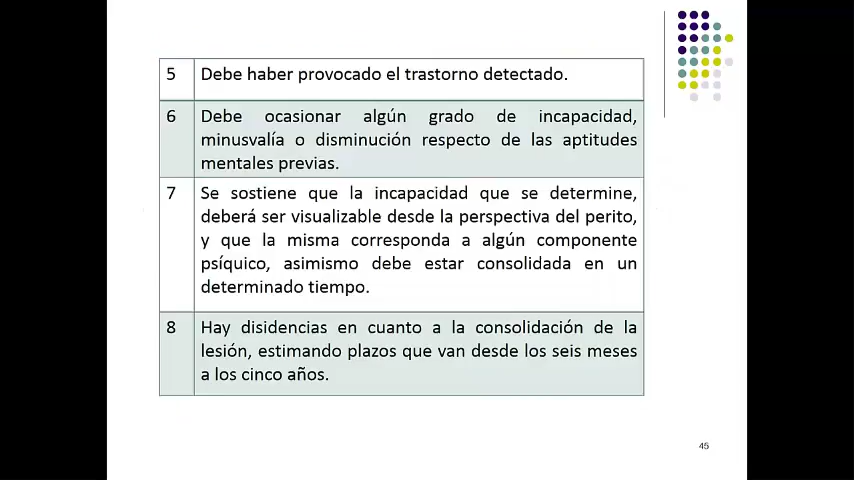 5 Debe haber provocado el trastorno detectado.
6 Debe ocasionar algún grado de incapacidad,
minusvalía o disminución respecto de las aptitudes
mentales previas.
7 Se sostiene que la incapacidad que se determine,
deberá ser visualizable desde la perspectiva del perito,
y que la misma corresponda a algún componente
psíquico, asimismo debe estar consolidada en un
determinado tiempo.
8 Hay disidencias en cuanto a la consolidación de la
lesión, estimando plazos que van desde los seis meses
a los cinco años.
45